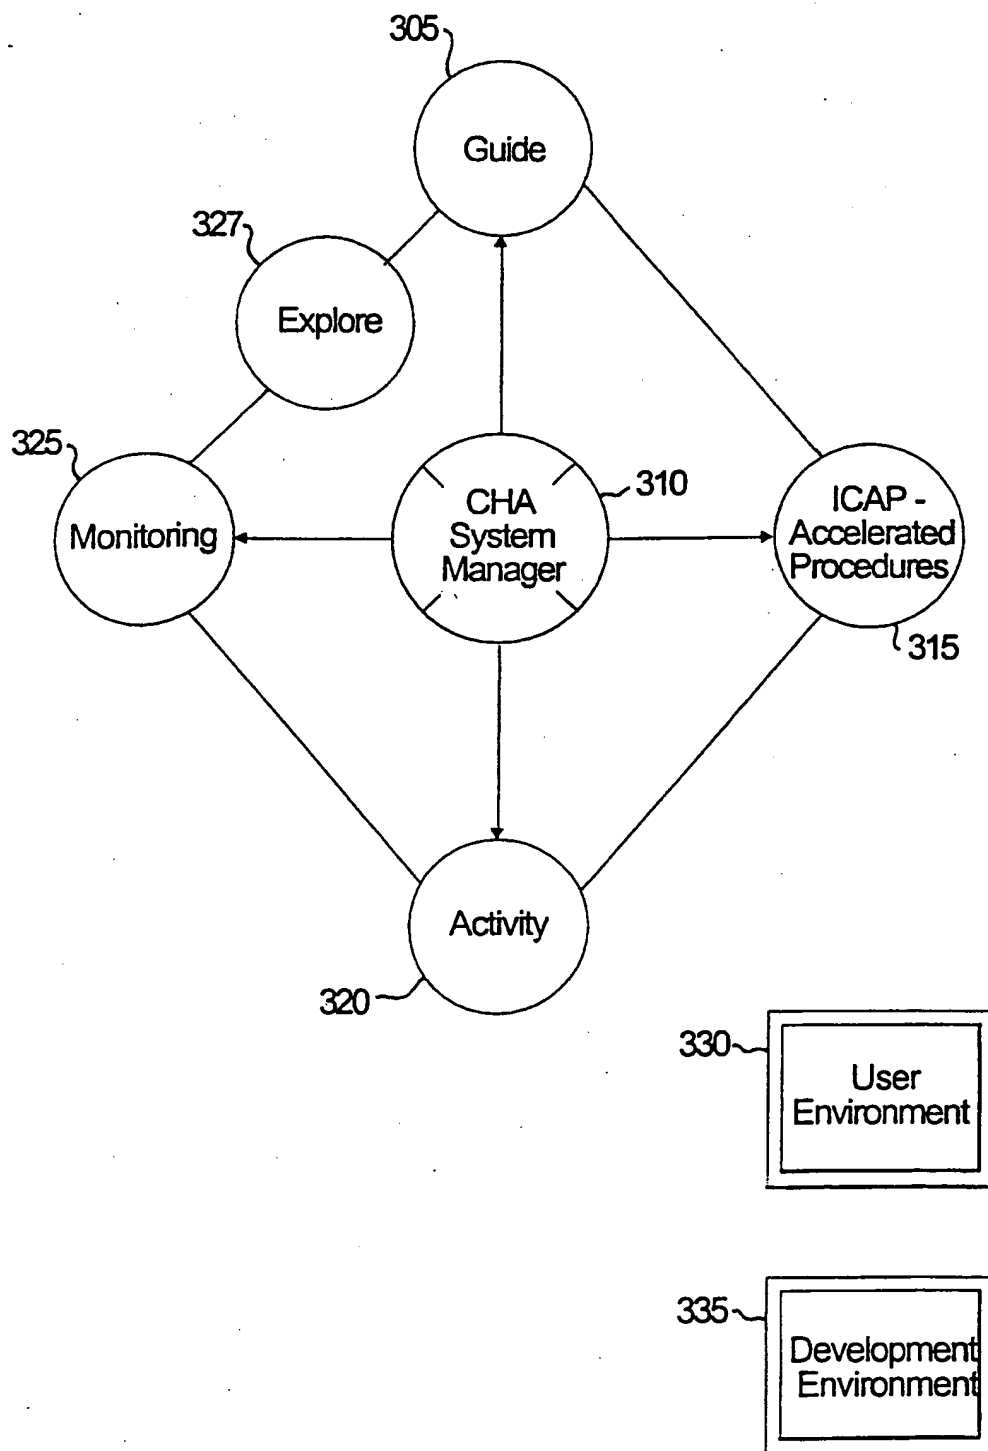 305
Guide
327
Explore
325
Monitoring
CHA
System
Manager
310
ICAP -
Accelerated
Procedures
315
Activity
320
330
User
Environment
335
Development
Environment